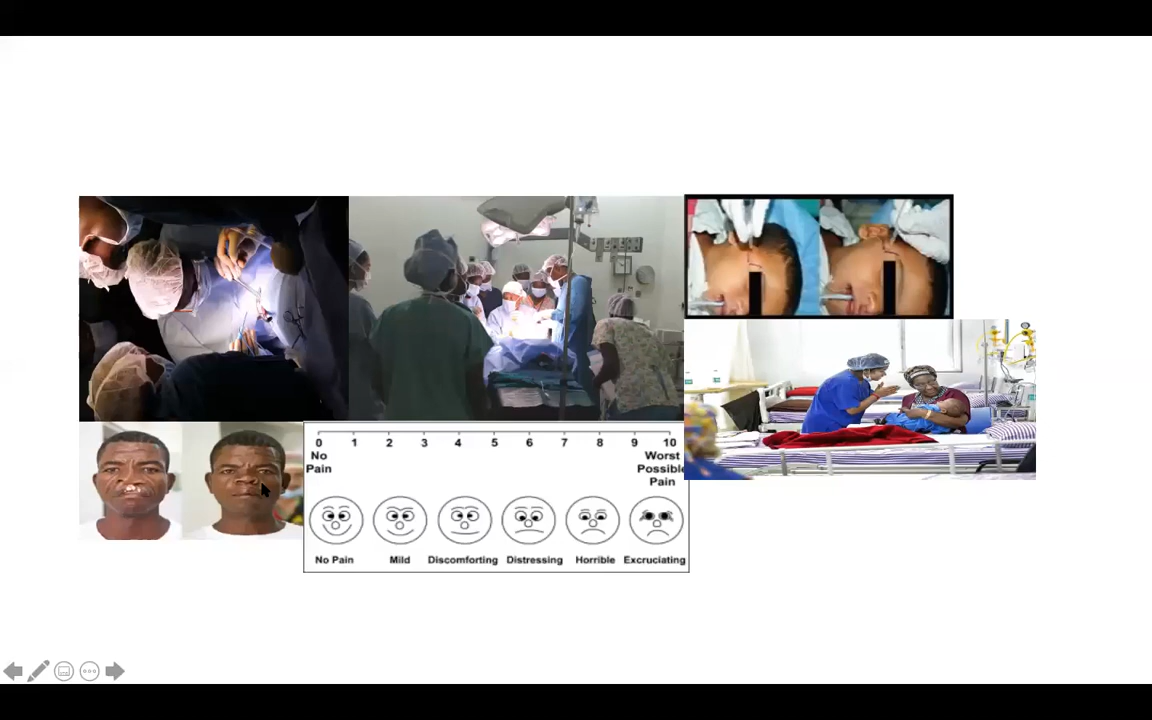 0 1 2 3 4 5 6 7 8 9 10
No Pain
Worst Possible Pain
No Pain Mild Discomforting Distressing Horrible Excruciating